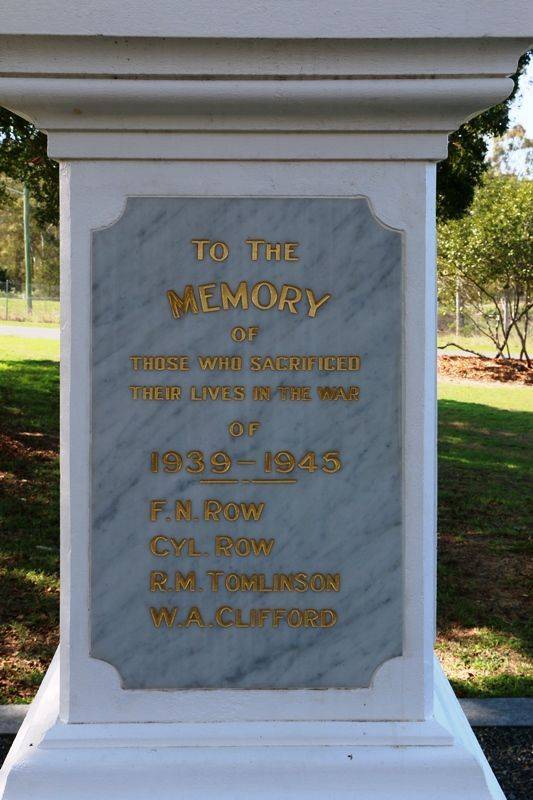 TO THE
MEMORY
OF
THOSE WHO SACRIFICED
THEIR LIVES IN THE WAR
OF
1939-1945
F.N. ROW
CYL. ROW
R.M. TOMLINSON
W.A. CLIFFORD